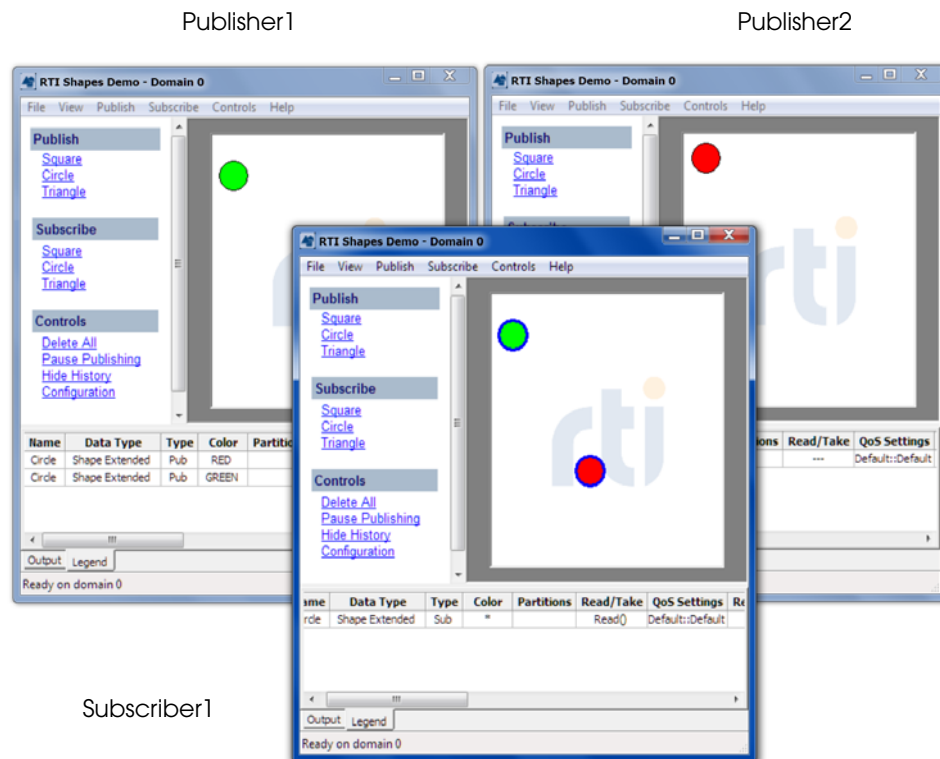 Publisher1
Publisher2
RTI Shapes Demo - Domain 0
File View Publish Subscribe Controls Help
Publish
Square
Circle
Triangle
Subscribe
Square
Circle
Triangle
Controls
Delete All
Pause Publishing
Hide History
Configuration
Name Data Type Type Color
Circle Shape Extended Pub RED
Circle Shape Extended Pub GREEN
Output Legend
Ready on domain 0
RTI Shapes Demo - Domain 0
File View Publish Subscribe Controls Help
Publish
Square
Circle
Triangle
rti
Read/Take QoS Settings
--- Default::Default
RTI Shapes Demo - Domain 0
File View Publish Subscribe Controls Help
Publish
Square
Circle
Triangle
Subscribe
Square
Circle
Triangle
Controls
Delete All
Pause Publishing
Hide History
Configuration
rti
Data Type Type Color Partitions Read/Take QoS Settings
Shape Extended Sub * Read() Default::Default
Output Legend
Ready on domain 0
Subscriber1